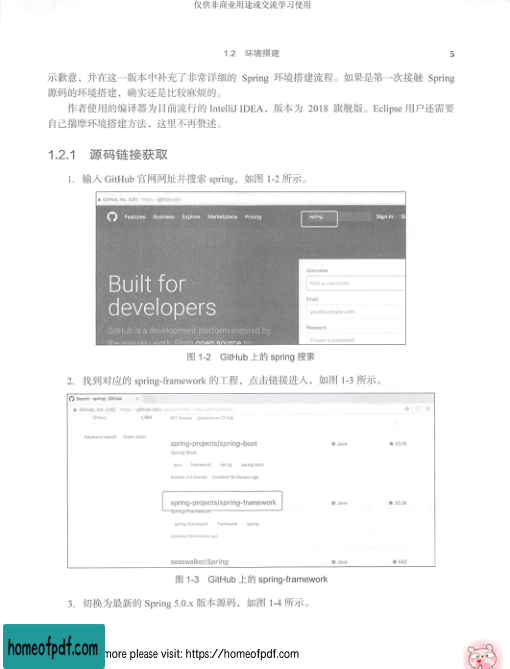 仅供非商业用途或交流学习使用
1.2 环境搭建 5
示歉意，并在这一版本中补充了非常详细的 Spring 环境搭建流程。如果是第一次接触 Spring
源码的环境搭建，确实还是比较麻烦的。
作者使用的编译器为目前流行的 IntelliJ IDEA，版本为 2018 旗舰版。Eclipse 用户还需要
自己揣摩环境搭建方法，这里不再赘述。
1.2.1 源码链接获取
1. 输入 GitHub 官网网址并搜索 spring，如图 1-2 所示。
GitHub, Inc. [US]
Features Business Explore Marketplace Pricing spring Sign in
Built for
developers
GitHub is a development platform inspired by
the way you work. From open source to
Username
Pick a username
Email
you@example.com
Password
Create a password
图 1-2 GitHub 上的 spring 搜索
2. 找到对应的 spring-framework 的工程，点击链接进入，如图 1-3 所示。
Search · spring · GitHub
GitHub, Inc. [US]
Groovy 1,384 MIT license
Advanced search Cheat sheet
spring-projects/spring-boot Java
Spring Boot
java framework spring spring-boot
Apache-2.0 license Updated 16 minutes ago
spring-projects/spring-framework Java
Spring Framework
spring-framework framework spring
seaswalker/Spring Java
图 1-3 GitHub 上的 spring-framework
3. 切换为最新的 Spring 5.0.x 版本源码，如图 1-4 所示。
homeofpdf.com more please visit: https://homeofpdf.com